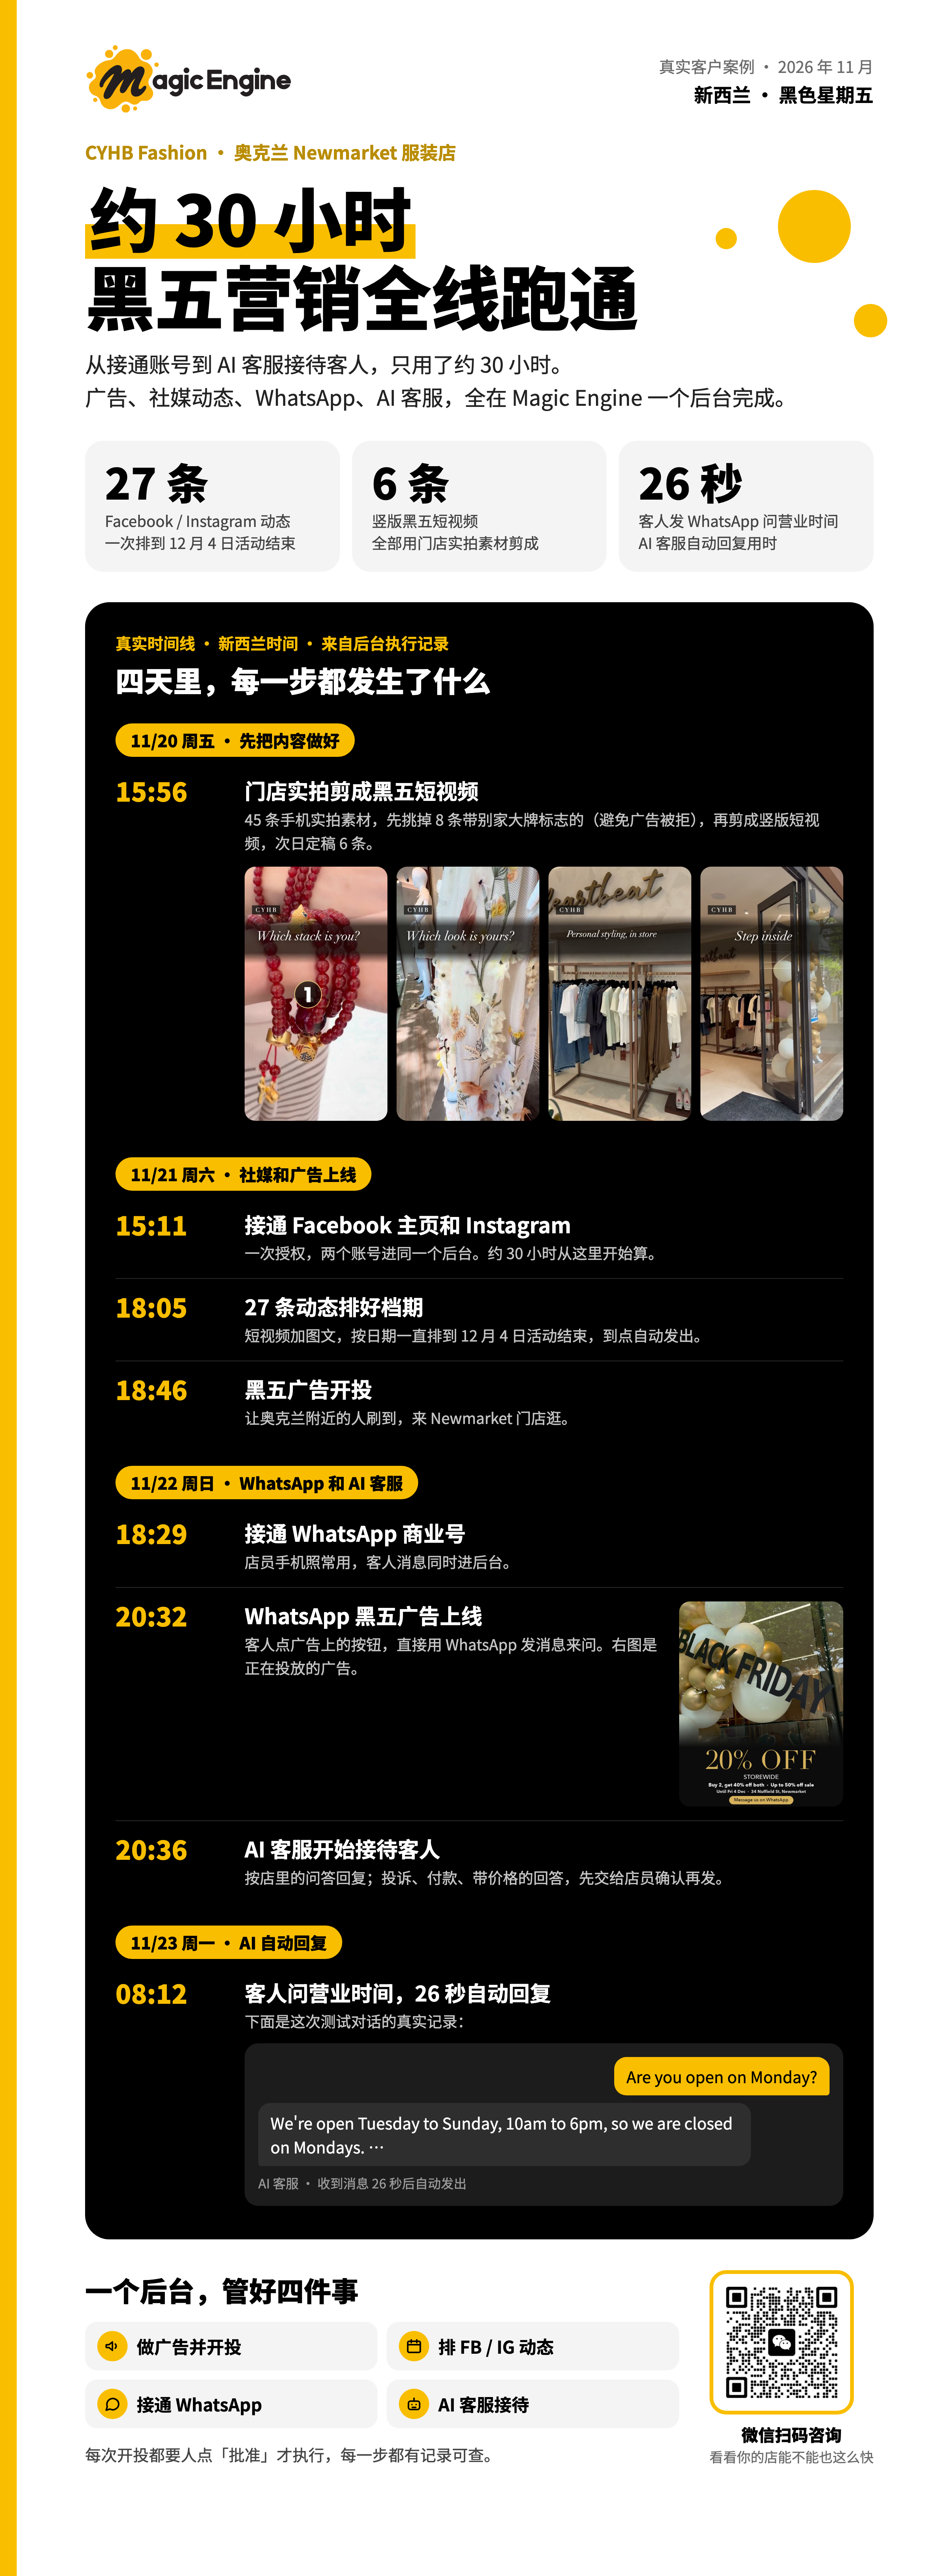 Magic Engine
真实客户案例 · 2026 年 11 月
新西兰 · 黑色星期五
CYHB Fashion · 奥克兰 Newmarket 服装店
约 30 小时
黑五营销全线跑通
从接通账号到 AI 客服接待客人，只用了约 30 小时。
广告、社媒动态、WhatsApp、AI 客服，全在 Magic Engine 一个后台完成。
27 条
Facebook / Instagram 动态
一次排到 12 月 4 日活动结束
6 条
竖版黑五短视频
全部用门店实拍素材剪成
26 秒
客人发 WhatsApp 问营业时间
AI 客服自动回复用时
真实时间线 · 新西兰时间 · 来自后台执行记录
四天里，每一步都发生了什么
11/20 周五 · 先把内容做好
15:56
门店实拍剪成黑五短视频
45 条手机实拍素材，先挑掉 8 条带别家大牌标志的（避免广告被拒），再剪成竖版短视
频，次日定稿 6 条。
CYHB
Which stack is you?
1
CYHB
Which look is yours?
eartbeat
CYHB
Personal styling, in store
CYHB
Step inside
11/21 周六 · 社媒和广告上线
15:11
接通 Facebook 主页和 Instagram
一次授权，两个账号进同一个后台。约 30 小时从这里开始算。
18:05
27 条动态排好档期
短视频加图文，按日期一直排到 12 月 4 日活动结束，到点自动发出。
18:46
黑五广告开投
让奥克兰附近的人刷到，来 Newmarket 门店逛。
11/22 周日 · WhatsApp 和 AI 客服
18:29
接通 WhatsApp 商业号
店员手机照常用，客人消息同时进后台。
20:32
WhatsApp 黑五广告上线
客人点广告上的按钮，直接用 WhatsApp 发消息来问。右图是
正在投放的广告。
BLACK FRIDAY
20% OFF
STOREWIDE
Buy 2, get 40% off both · Up to 50% off sale
Until Fri 4 Dec · 34 Nuffield St, Newmarket
Message us on WhatsApp
20:36
AI 客服开始接待客人
按店里的问答回复；投诉、付款、带价格的回答，先交给店员确认再发。
11/23 周一 · AI 自动回复
08:12
客人问营业时间，26 秒自动回复
下面是这次测试对话的真实记录：
Are you open on Monday?
We're open Tuesday to Sunday, 10am to 6pm, so we are closed
on Mondays. …
AI 客服 · 收到消息 26 秒后自动发出
一个后台，管好四件事
做广告并开投
排 FB / IG 动态
接通 WhatsApp
AI 客服接待
每次开投都要人点「批准」才执行，每一步都有记录可查。
微信扫码咨询
看看你的店能不能也这么快